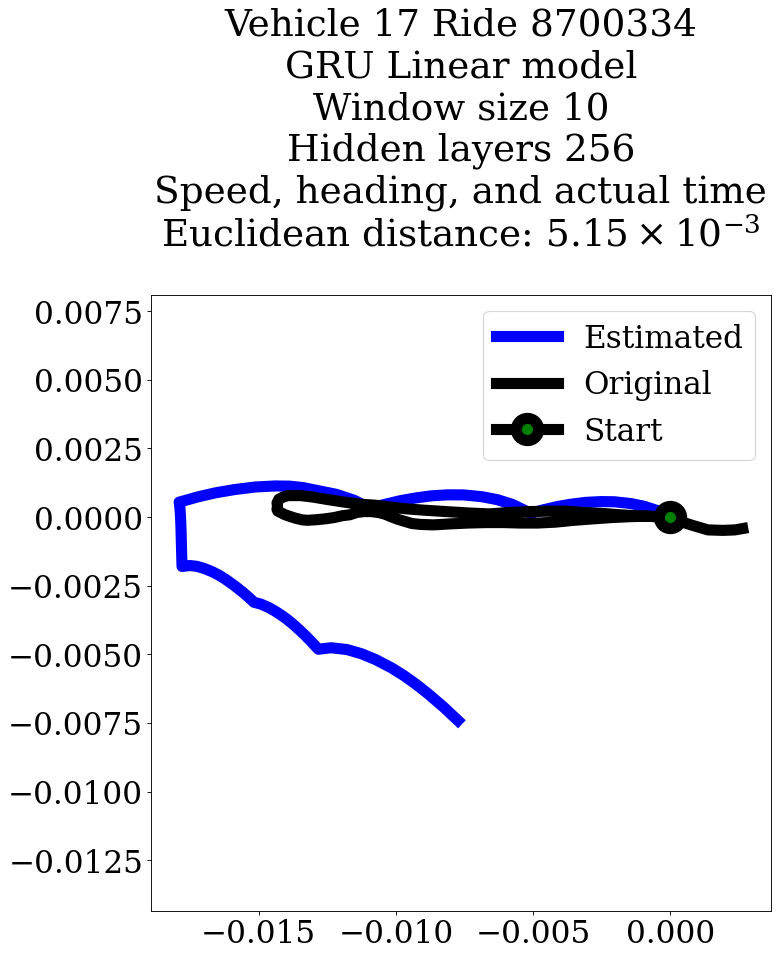 Vehicle 17 Ride 8700334
GRU Linear model
Window size 10
Hidden layers 256
Speed, heading, and actual time
Euclidean distance: 5.15 × 10⁻³
0.0075
0.0050
0.0025
0.0000
−0.0025
−0.0050
−0.0075
−0.0100
−0.0125
Estimated
Original
Start
−0.015 −0.010 −0.005 0.000